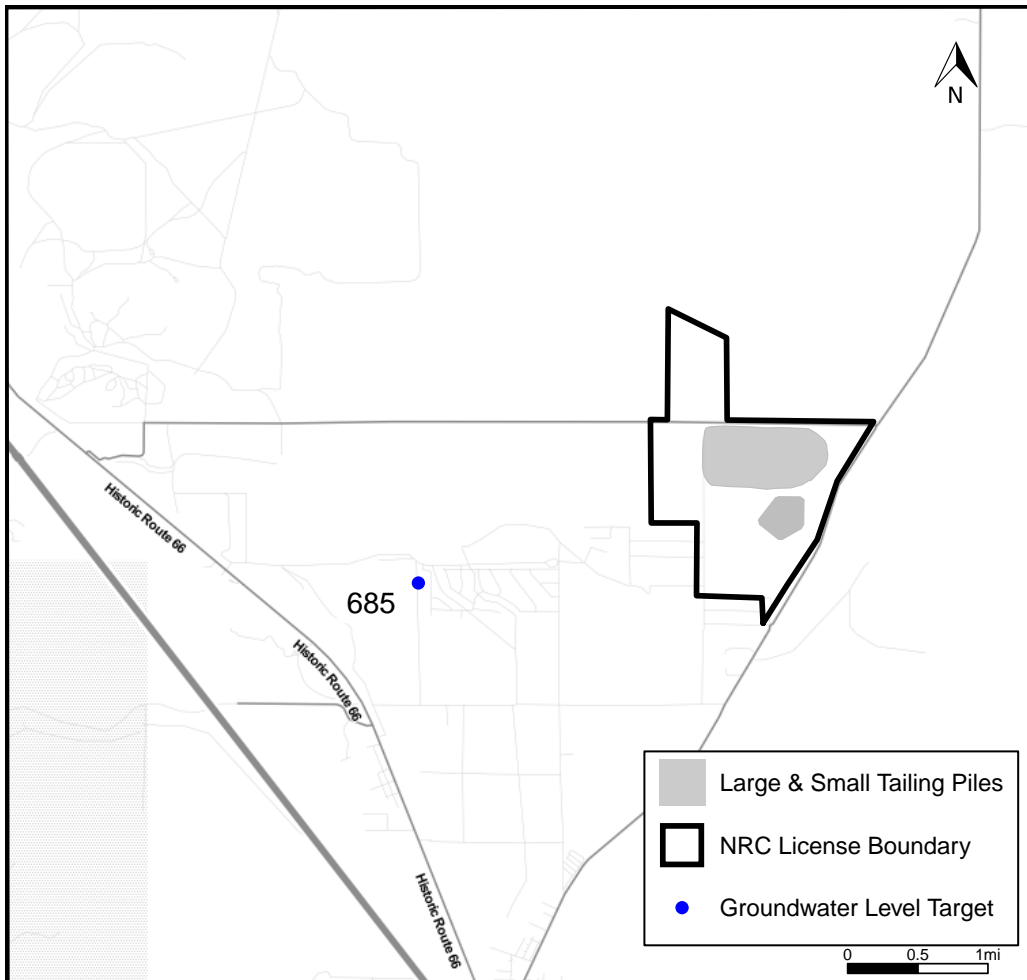 N
Historic Route 66
685
Historic Route 66
Large & Small Tailing Piles
NRC License Boundary
Historic Route 66
Groundwater Level Target
0 0.5 1mi